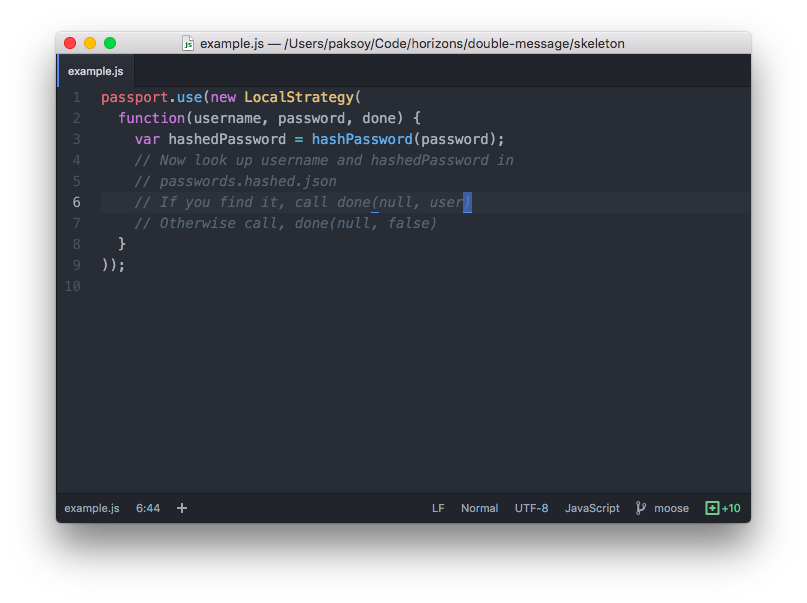 example.js — /Users/paksoy/Code/horizons/double-message/skeleton
example.js
1 passport.use(new LocalStrategy(
2   function(username, password, done) {
3     var hashedPassword = hashPassword(password);
4     // Now look up username and hashedPassword in
5     // passwords.hashed.json
6     // If you find it, call done(null, user)
7     // Otherwise call, done(null, false)
8   }
9 ));
10
example.js 6:44 + LF Normal UTF-8 JavaScript moose +10